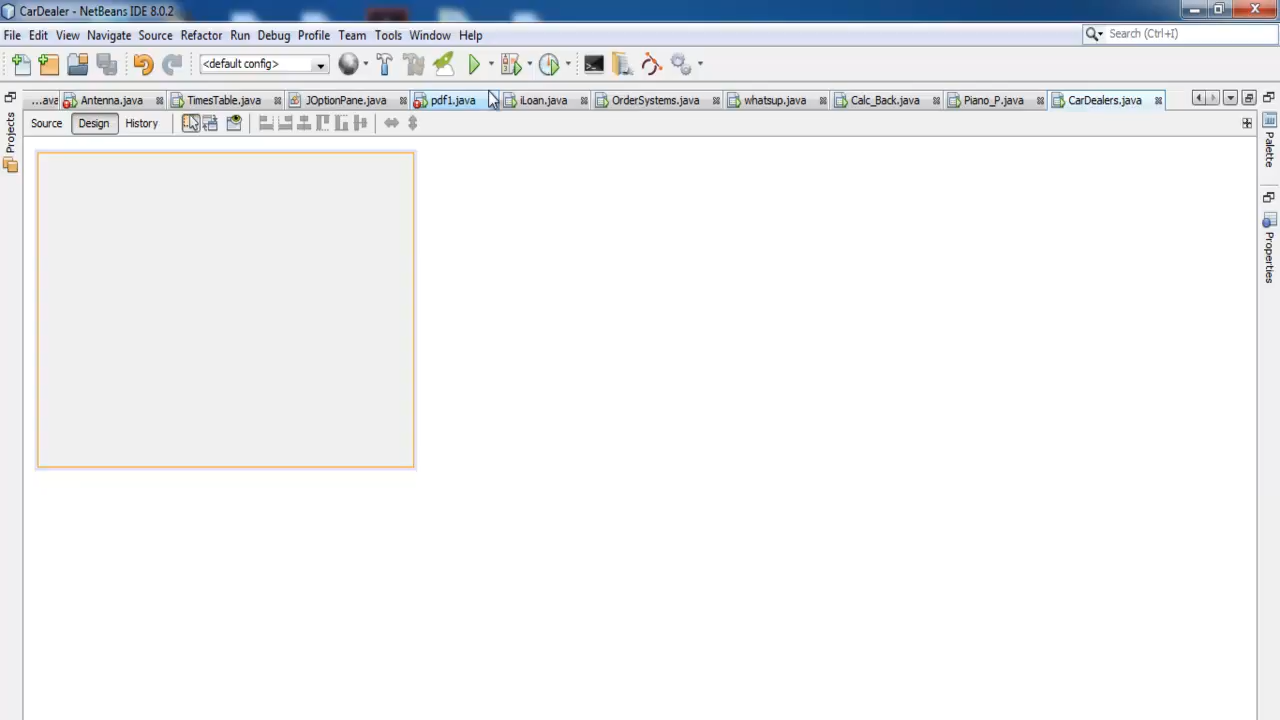 CarDealer - NetBeans IDE 8.0.2
File Edit View Navigate Source Refactor Run Debug Profile Team Tools Window Help
Search (Ctrl+I)
<default config>
...ava Antenna.java TimesTable.java JOptionPane.java pdf1.java iLoan.java OrderSystems.java whatsup.java Calc_Back.java Piano_P.java CarDealers.java
Source Design History
Projects
Palette
Properties